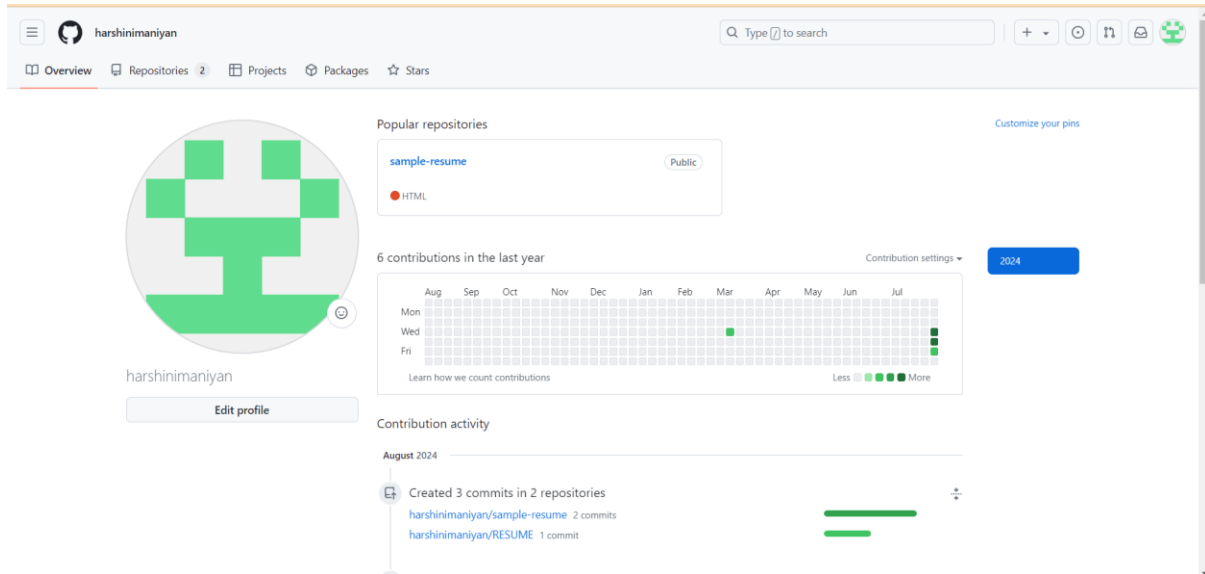 harshinimaniyan
Type / to search
Overview Repositories 2 Projects Packages Stars
Popular repositories
Customize your pins
sample-resume Public
HTML
6 contributions in the last year
Contribution settings
2024
Aug Sep Oct Nov Dec Jan Feb Mar Apr May Jun Jul
Mon
Wed
Fri
Learn how we count contributions
Less More
harshinimaniyan
Edit profile
Contribution activity
August 2024
Created 3 commits in 2 repositories
harshinimaniyan/sample-resume 2 commits
harshinimaniyan/RESUME 1 commit